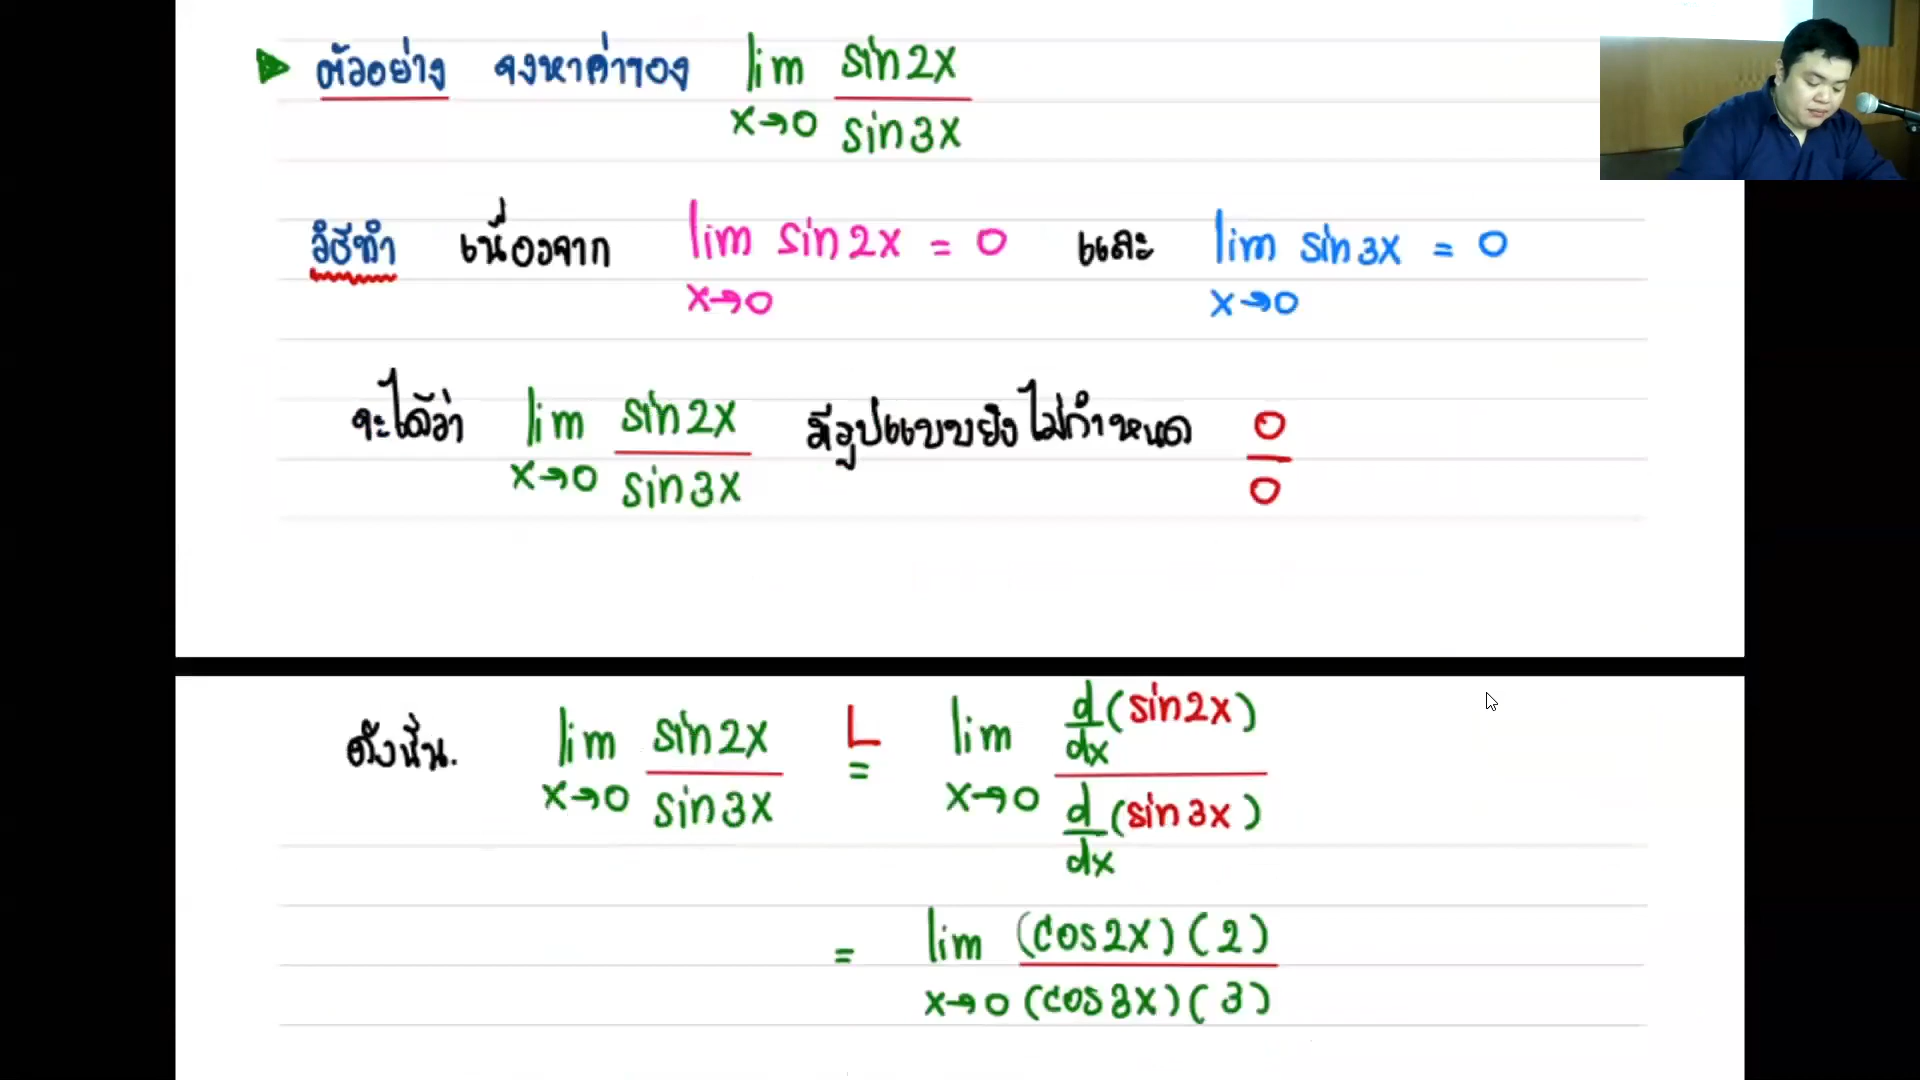 ตัวอย่าง จงหาค่าของ lim sin2x / sin3x
x→0
วิธีทำ เนื่องจาก lim sin2x = 0 และ lim sin3x = 0
x→0 x→0
จะได้ว่า lim sin2x / sin3x มีรูปแบบยังไม่กำหนด 0/0
x→0
ดังนั้น. lim sin2x / sin3x L= lim d/dx (sin2x) / d/dx (sin3x)
x→0 x→0
= lim (cos2x)(2) / (cos3x)(3)
x→0